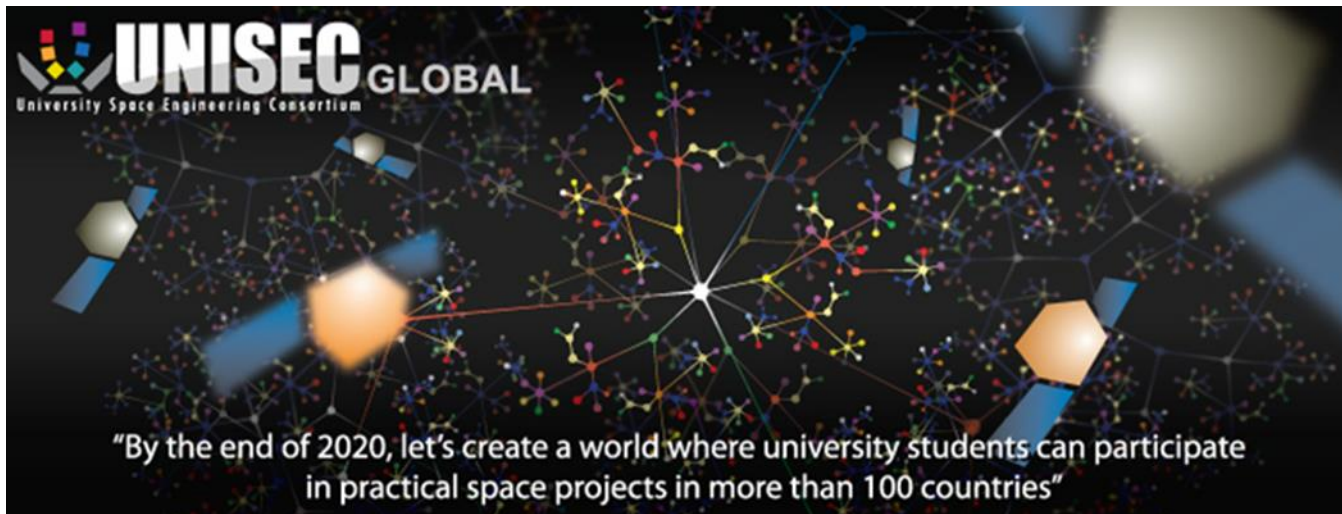 UNISEC GLOBAL
University Space Engineering Consortium
“By the end of 2020, let’s create a world where university students can participate
in practical space projects in more than 100 countries”